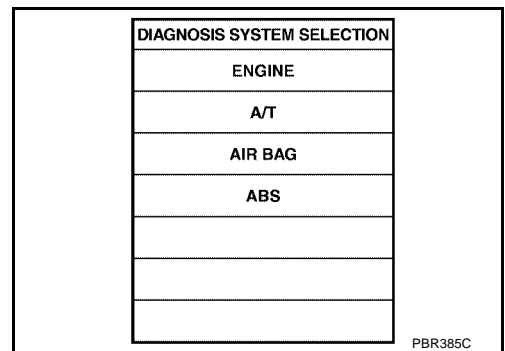 DIAGNOSIS SYSTEM SELECTION
ENGINE
A/T
AIR BAG
ABS
PBR385C